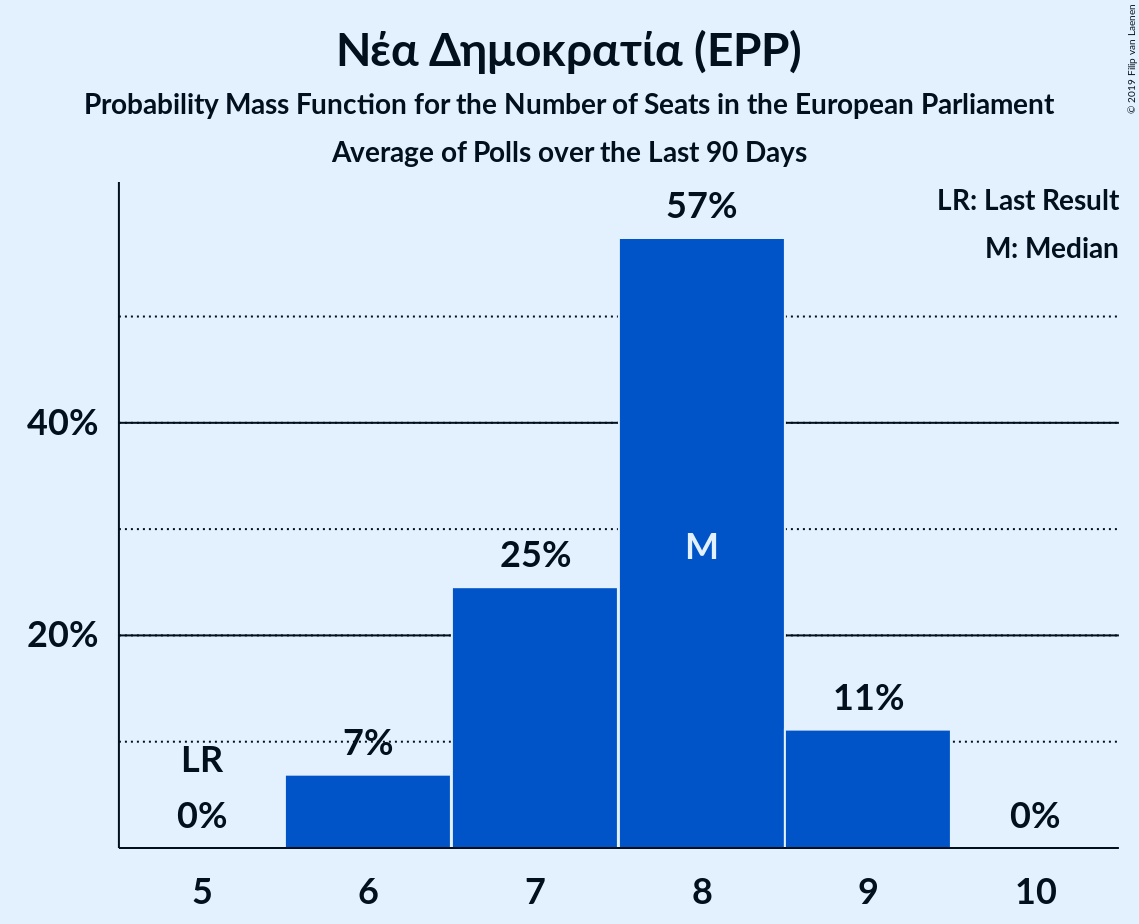 Νέα Δημοκρατία (EPP)
Probability Mass Function for the Number of Seats in the European Parliament
Average of Polls over the Last 90 Days
© 2019 Filip van Laenen
LR: Last Result
M: Median
57%
40%
25%
M
20%
11%
7%
LR
0%
0%
5 6 7 8 9 10